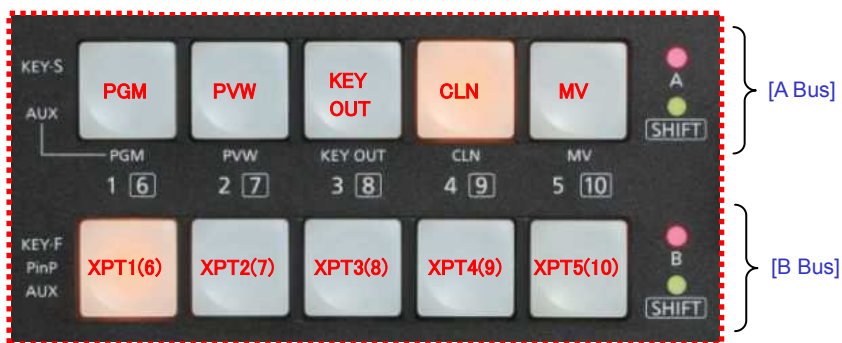 KEY-S
AUX
PGM
PVW
KEY
OUT
CLN
MV
A
SHIFT
[A Bus]
PGM PVW KEY OUT CLN MV
1 6 2 7 3 8 4 9 5 10
KEY-F
PinP
AUX
XPT1(6) XPT2(7) XPT3(8) XPT4(9) XPT5(10)
B
SHIFT
[B Bus]